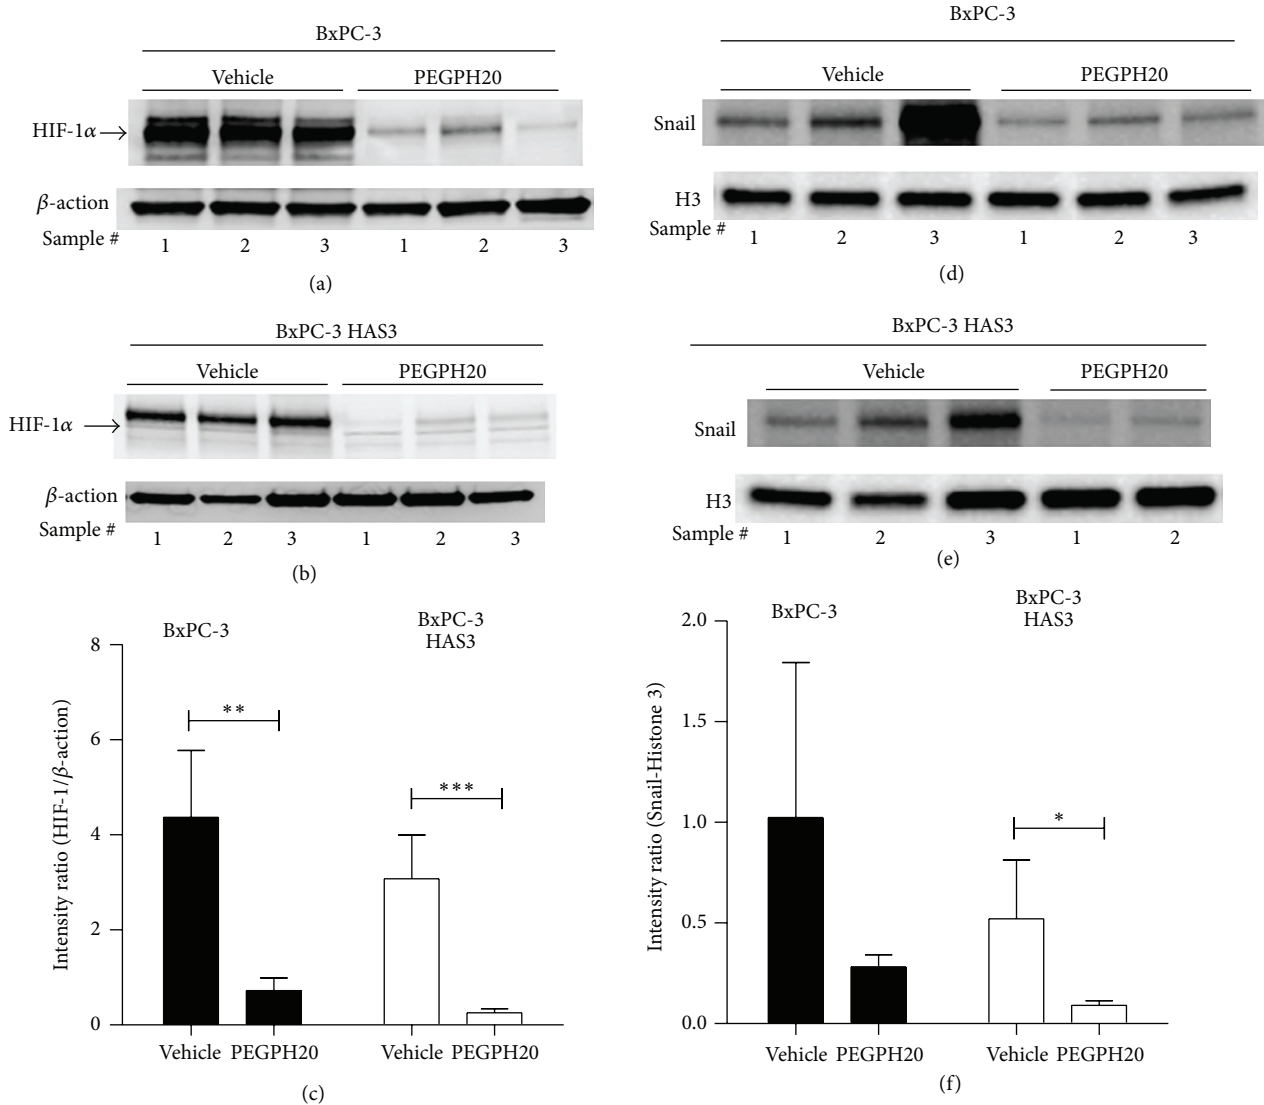 BxPC-3
Vehicle PEGPH20
HIF-1α
β-action
Sample # 1 2 3 1 2 3
(a)
BxPC-3 HAS3
Vehicle PEGPH20
HIF-1α
β-action
Sample # 1 2 3 1 2 3
(b)
BxPC-3
BxPC-3
HAS3
Intensity ratio (HIF-1/β-action)
8
6
4
2
0
**
***
Vehicle PEGPH20 Vehicle PEGPH20
(c)
BxPC-3
Vehicle PEGPH20
Snail
H3
Sample # 1 2 3 1 2 3
(d)
BxPC-3 HAS3
Vehicle PEGPH20
Snail
H3
Sample # 1 2 3 1 2
(e)
BxPC-3
BxPC-3
HAS3
Intensity ratio (Snail-Histone 3)
2.0
1.5
1.0
0.5
0.0
*
Vehicle PEGPH20 Vehicle PEGPH20
(f)